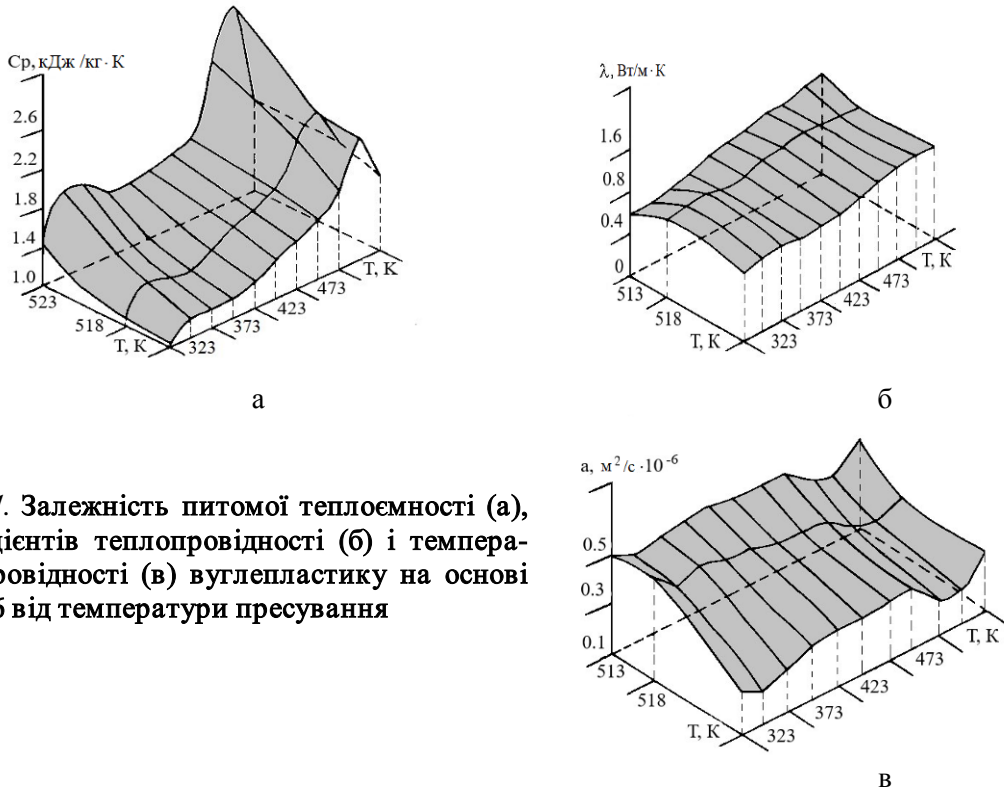 Ср, кДж /кг · К
2.6
2.2
1.8
1.4
1.0
523
518
Т, К
323
373
423
473
Т, К
а
λ, Вт/м · К
1.6
0.8
0.4
0
513
518
Т, К
323
373
423
473
Т, К
б
. Залежність питомої теплоємності (а),
цієнтів теплопровідності (б) і темпера-
ровідності (в) вуглепластику на основі
від температури пресування
а, м²/с ·10⁻⁶
0.5
0.3
0.1
513
518
Т, К
323
373
423
473
Т, К
в